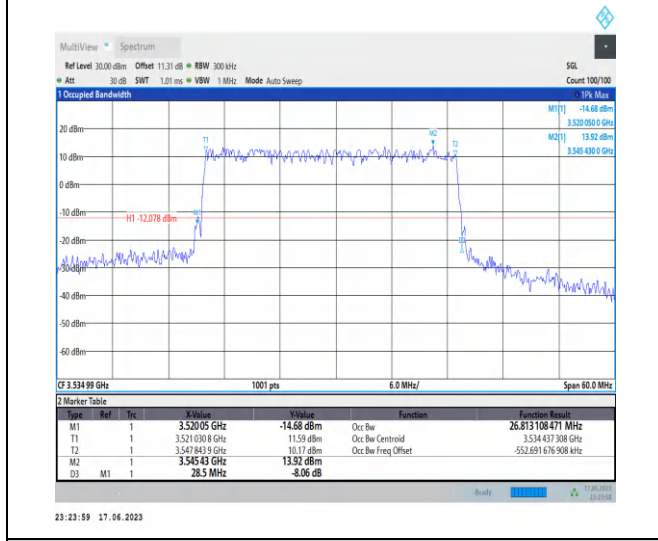 MultiView Spectrum
Ref Level 30.00 dBm Offset 11.31 dB RBW 300 kHz SGL
Att 30 dB SWT 1.01 ms VBW 1 MHz Mode Auto Sweep Count 100/100
1 Occupied Bandwidth 1Pk Max
M1[1] -14.68 dBm
3.520 050 0 GHz
M2[1] 13.92 dBm
3.545 430 0 GHz
20 dBm
T1
M2
T2
10 dBm
0 dBm
-10 dBm
H1 -12.078 dBm
-20 dBm
-30 dBm
-40 dBm
-50 dBm
-60 dBm
CF 3.534 99 GHz 1001 pts 6.0 MHz/ Span 60.0 MHz
2 Marker Table
Type Ref Trc X-Value Y-Value Function Function Result
M1 1 3.52005 GHz -14.68 dBm Occ Bw 26.813 108 471 MHz
T1 1 3.521 030 8 GHz 11.59 dBm Occ Bw Centroid 3.534 437 308 GHz
T2 1 3.547 843 9 GHz 10.17 dBm Occ Bw Freq Offset -552.691 676 908 kHz
M2 1 3.545 43 GHz 13.92 dBm
D3 M1 1 28.5 MHz -8.06 dB
Ready 17.06.2023
23:23:58
23:23:59 17.06.2023